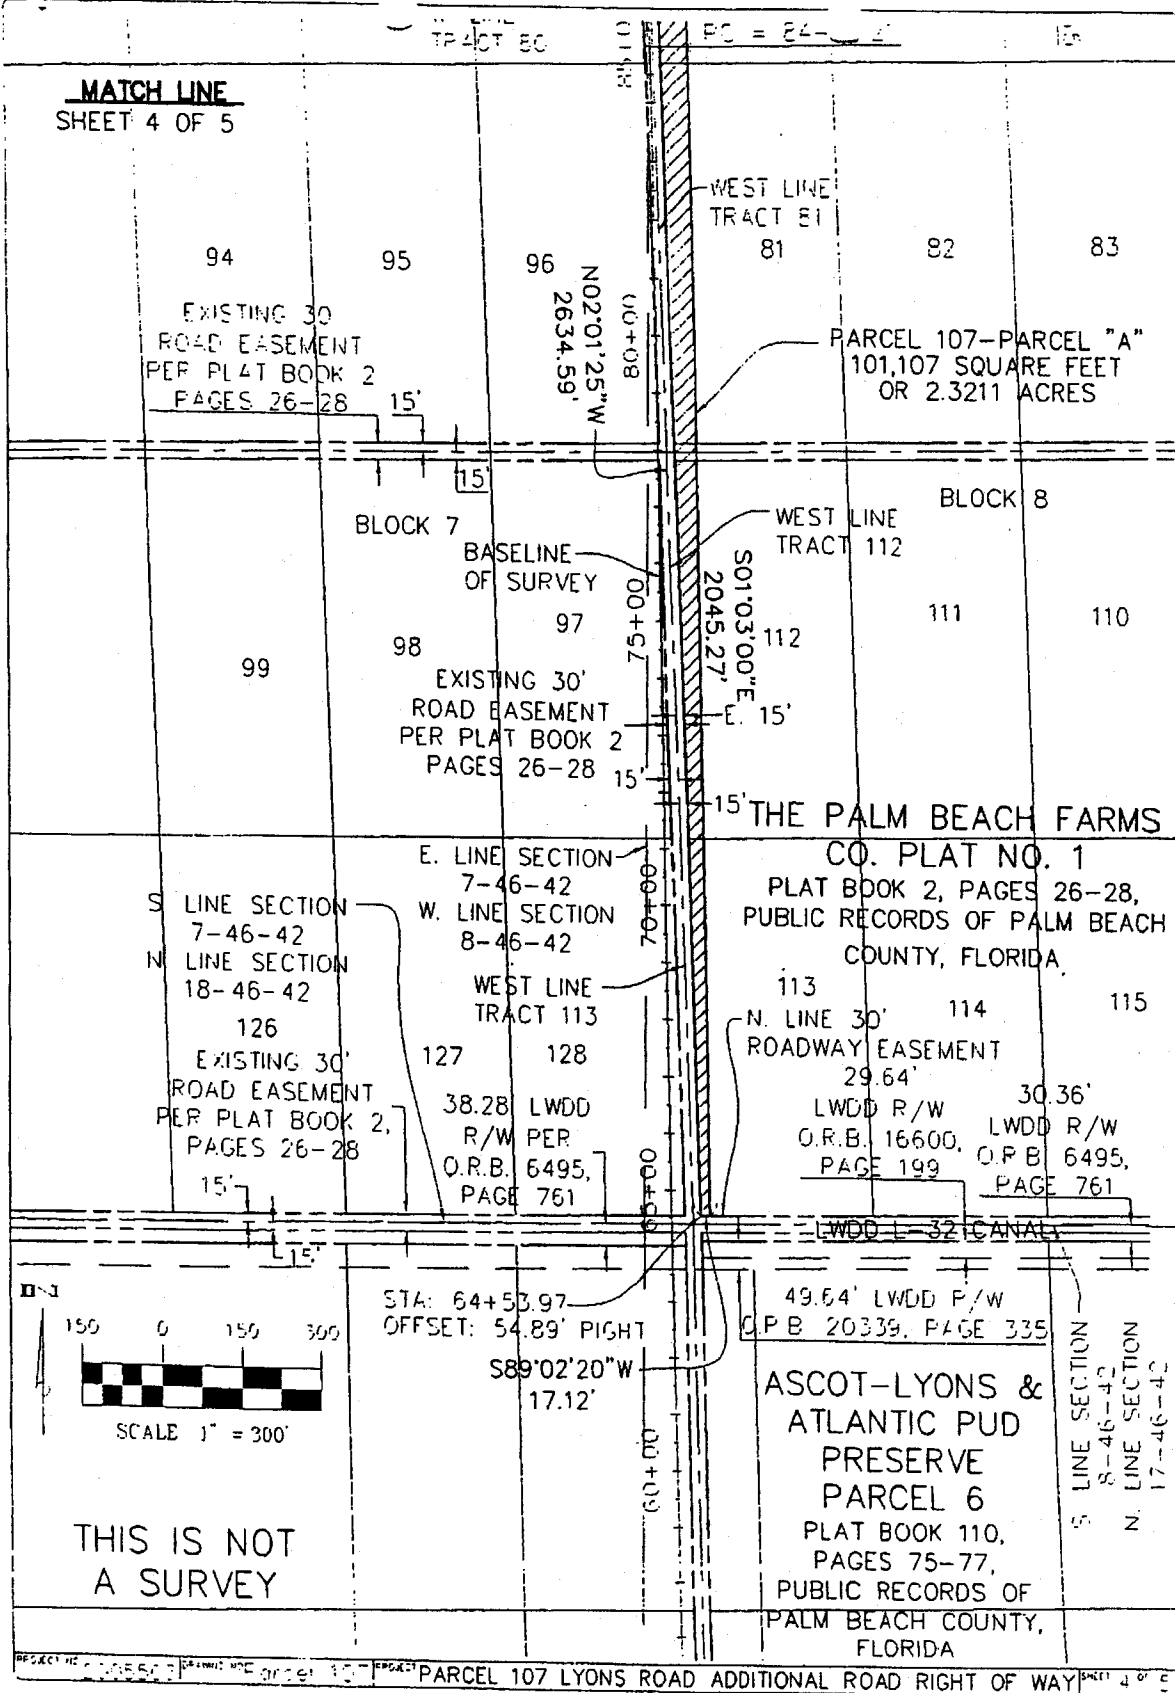 TRACT 80
MATCH LINE
SHEET 4 OF 5
WEST LINE
TRACT 81
94
95
96
81
82
83
N02°01'25"W
2634.59'
80+00
EXISTING 30
ROAD EASEMENT
PER PLAT BOOK 2
PAGES 26-28
15'
15'
PARCEL 107-PARCEL "A"
101,107 SQUARE FEET
OR 2.3211 ACRES
BLOCK 7
BLOCK 8
WEST LINE
TRACT 112
BASELINE
OF SURVEY
75+00
S01°03'00"E
2045.27'
99
98
97
112
111
110
EXISTING 30'
ROAD EASEMENT
PER PLAT BOOK 2
PAGES 26-28
E. 15'
15'
15'
THE PALM BEACH FARMS
CO. PLAT NO. 1
PLAT BOOK 2, PAGES 26-28,
PUBLIC RECORDS OF PALM BEACH
COUNTY, FLORIDA
E. LINE SECTION
7-46-42
W. LINE SECTION
8-46-42
70+00
S LINE SECTION
7-46-42
N LINE SECTION
18-46-42
WEST LINE
TRACT 113
113
114
115
126
127
128
N. LINE 30'
ROADWAY EASEMENT
EXISTING 30'
ROAD EASEMENT
PER PLAT BOOK 2,
PAGES 26-28
38.28 LWDD
R/W PER
O.R.B. 6495,
PAGE 761
29.64'
LWDD R/W
O.R.B. 16600,
PAGE 199
30.36'
LWDD R/W
O.R.B. 6495,
PAGE 761
65+00
15'
15'
LWDD L-32 CANAL
STA: 64+53.97
OFFSET: 54.89' RIGHT
S89°02'20"W
17.12'
49.64' LWDD R/W
O.R.B. 20339, PAGE 335
150 0 150 300
SCALE 1" = 300'
60+00
ASCOT-LYONS &
ATLANTIC PUD
PRESERVE
PARCEL 6
PLAT BOOK 110,
PAGES 75-77,
PUBLIC RECORDS OF
PALM BEACH COUNTY,
FLORIDA
S. LINE SECTION
8-46-42
N. LINE SECTION
17-46-42
THIS IS NOT
A SURVEY
PARCEL 107 LYONS ROAD ADDITIONAL ROAD RIGHT OF WAY